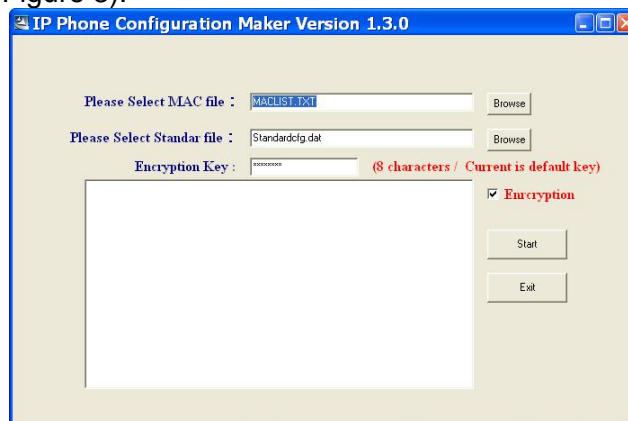 Figure 3).
IP Phone Configuration Maker Version 1.3.0
Please Select MAC file : MACLIST.TXT Browse
Please Select Standar file : Standardcfg.dat Browse
Encryption Key : ******** (8 characters / Current is default key)
Enrcryption
Start
Exit